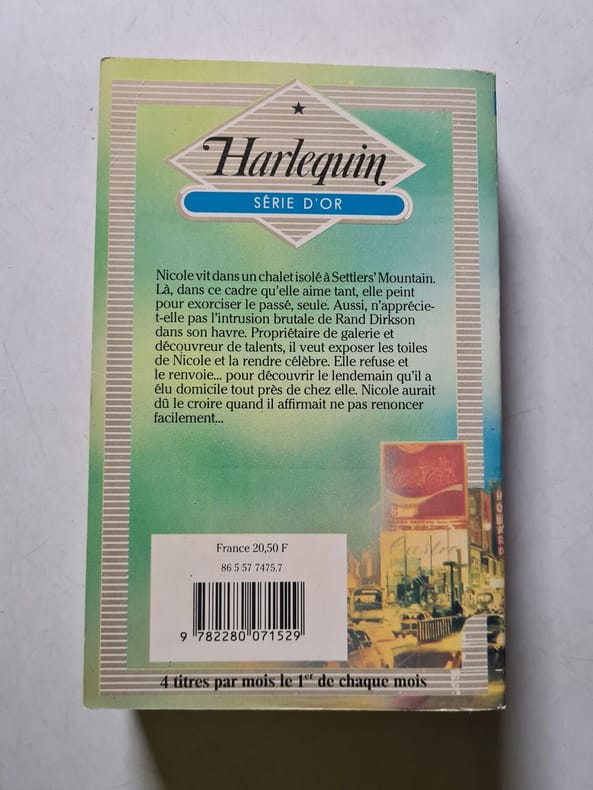 Harlequin
SÉRIE D'OR
Nicole vit dans un chalet isolé à Settlers' Mountain.
Là, dans ce cadre qu'elle aime tant, elle peint
pour exorciser le passé, seule. Aussi, n'apprécie-
t-elle pas l'intrusion brutale de Rand Dirkson
dans son havre. Propriétaire de galerie et
découvreur de talents, il veut exposer les toiles
de Nicole et la rendre célèbre. Elle refuse et
le renvoie... pour découvrir le lendemain qu'il a
élu domicile tout près de chez elle. Nicole aurait
dû le croire quand il affirmait ne pas renoncer
facilement...
Coca-Cola
France 20,50 F
86 5 57 7475.7
9 782280 071529
4 titres par mois le 1er de chaque mois